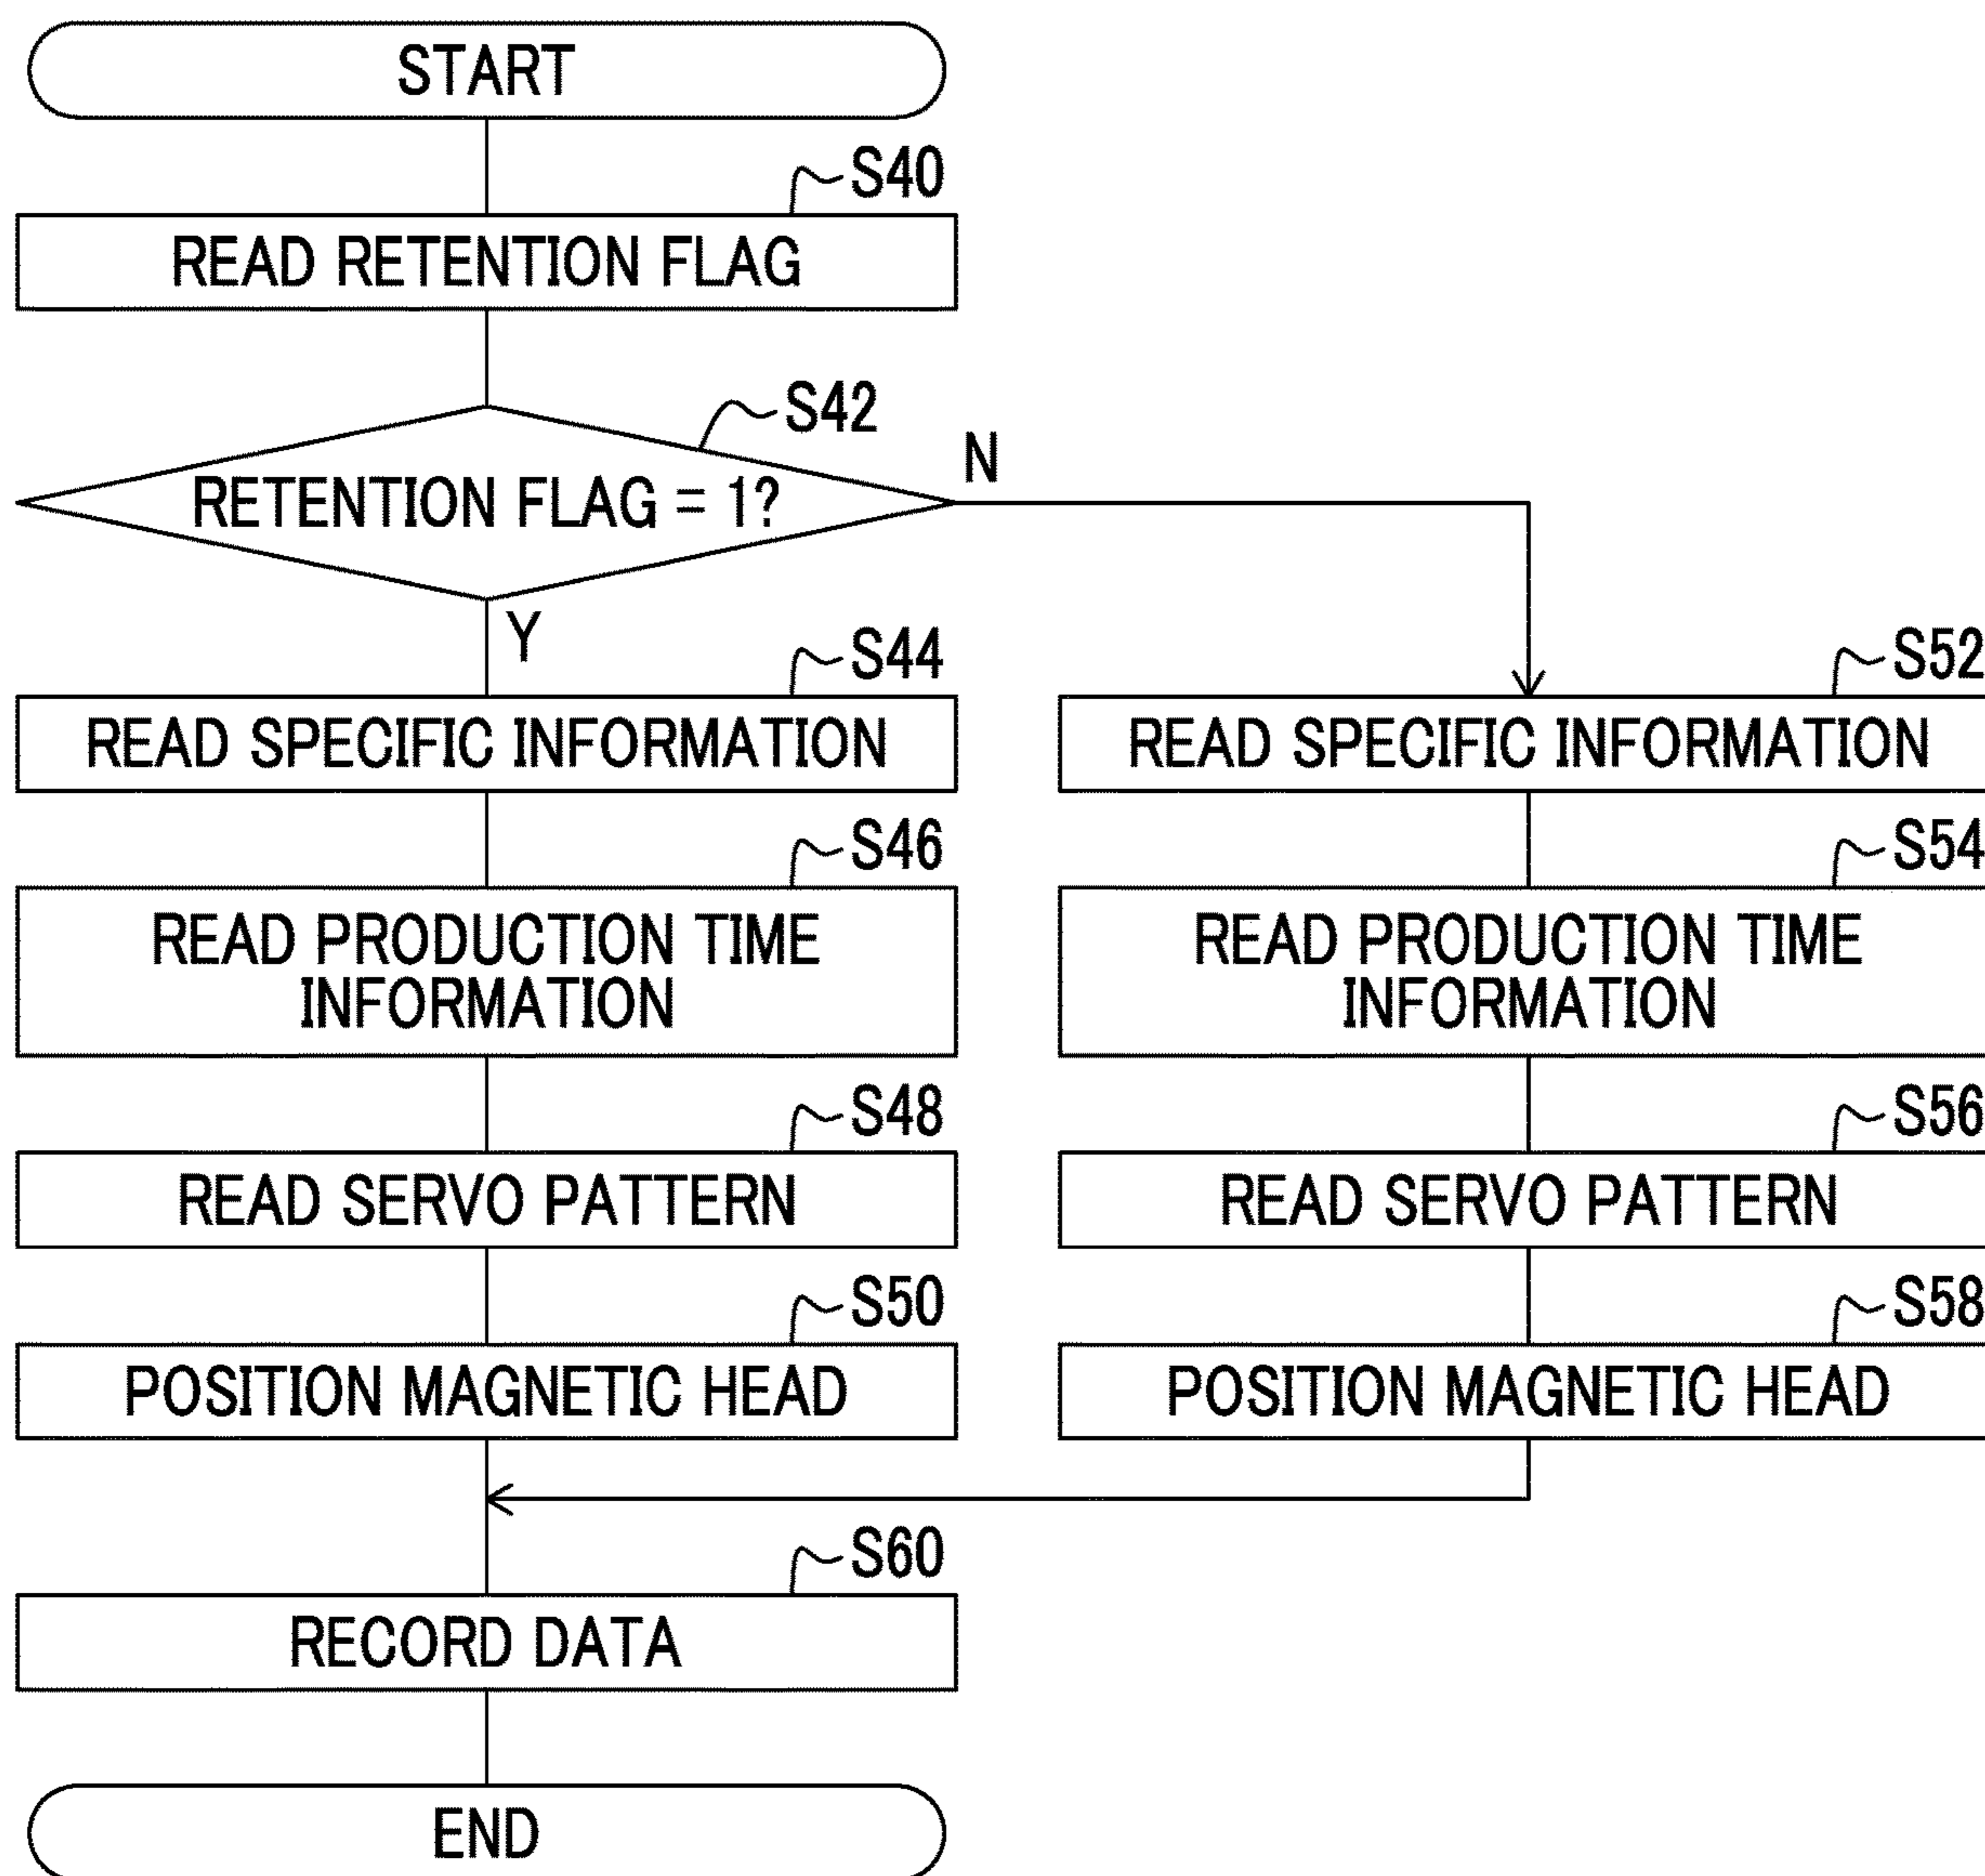 START
S40
READ RETENTION FLAG
S42
RETENTION FLAG = 1?
N
Y
S44
READ SPECIFIC INFORMATION
S46
READ PRODUCTION TIME
INFORMATION
S48
READ SERVO PATTERN
S50
POSITION MAGNETIC HEAD
S52
READ SPECIFIC INFORMATION
S54
READ PRODUCTION TIME
INFORMATION
S56
READ SERVO PATTERN
S58
POSITION MAGNETIC HEAD
S60
RECORD DATA
END